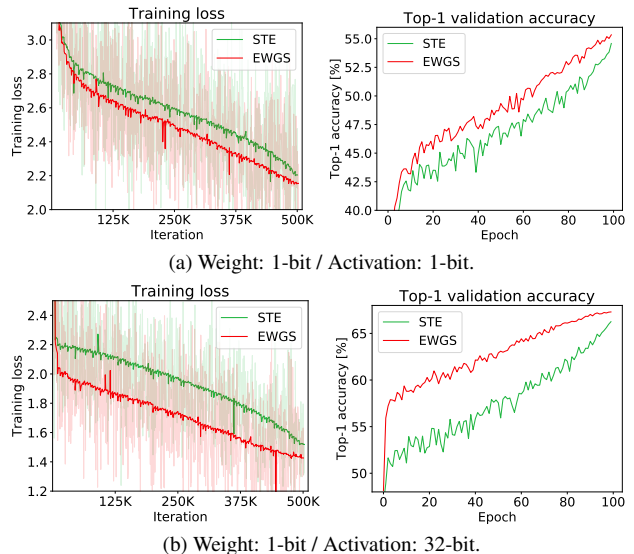 Training loss
3.0
2.8
2.6
2.4
2.2
2.0
Training loss
STE
EWGS
125K 250K 375K 500K
Iteration
Top-1 validation accuracy
55.0
52.5
50.0
47.5
45.0
42.5
40.0
Top-1 accuracy [%]
STE
EWGS
0 20 40 60 80 100
Epoch
(a) Weight: 1-bit / Activation: 1-bit.
Training loss
2.4
2.2
2.0
1.8
1.6
1.4
1.2
Training loss
STE
EWGS
125K 250K 375K 500K
Iteration
Top-1 validation accuracy
65
60
55
50
Top-1 accuracy [%]
STE
EWGS
0 20 40 60 80 100
Epoch
(b) Weight: 1-bit / Activation: 32-bit.